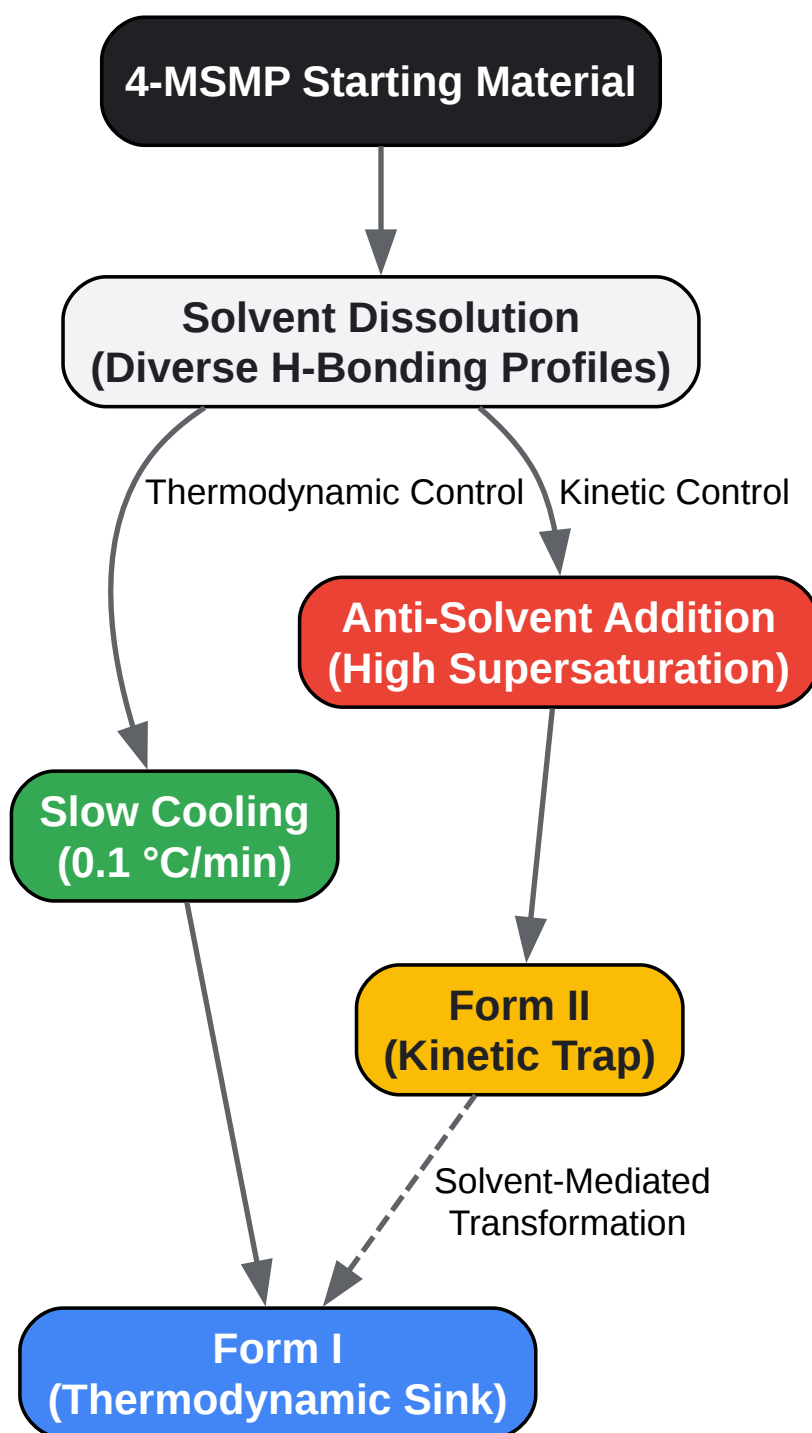 4-MSMP Starting Material
Solvent Dissolution
(Diverse H-Bonding Profiles)
Thermodynamic Control
Kinetic Control
Anti-Solvent Addition
(High Supersaturation)
Slow Cooling
(0.1 °C/min)
Form II
(Kinetic Trap)
Solvent-Mediated
Transformation
Form I
(Thermodynamic Sink)